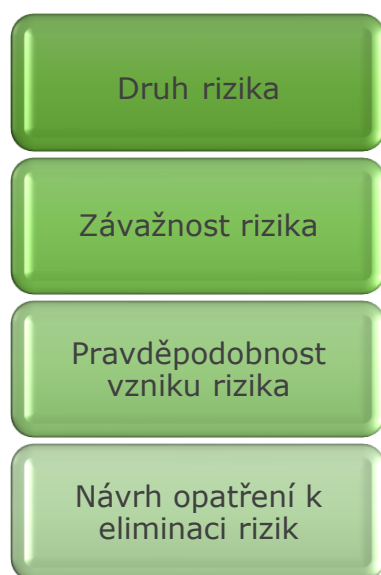 Druh rizika
Závažnost rizika
Pravděpodobnost
vzniku rizika
Návrh opatření k
eliminaci rizik